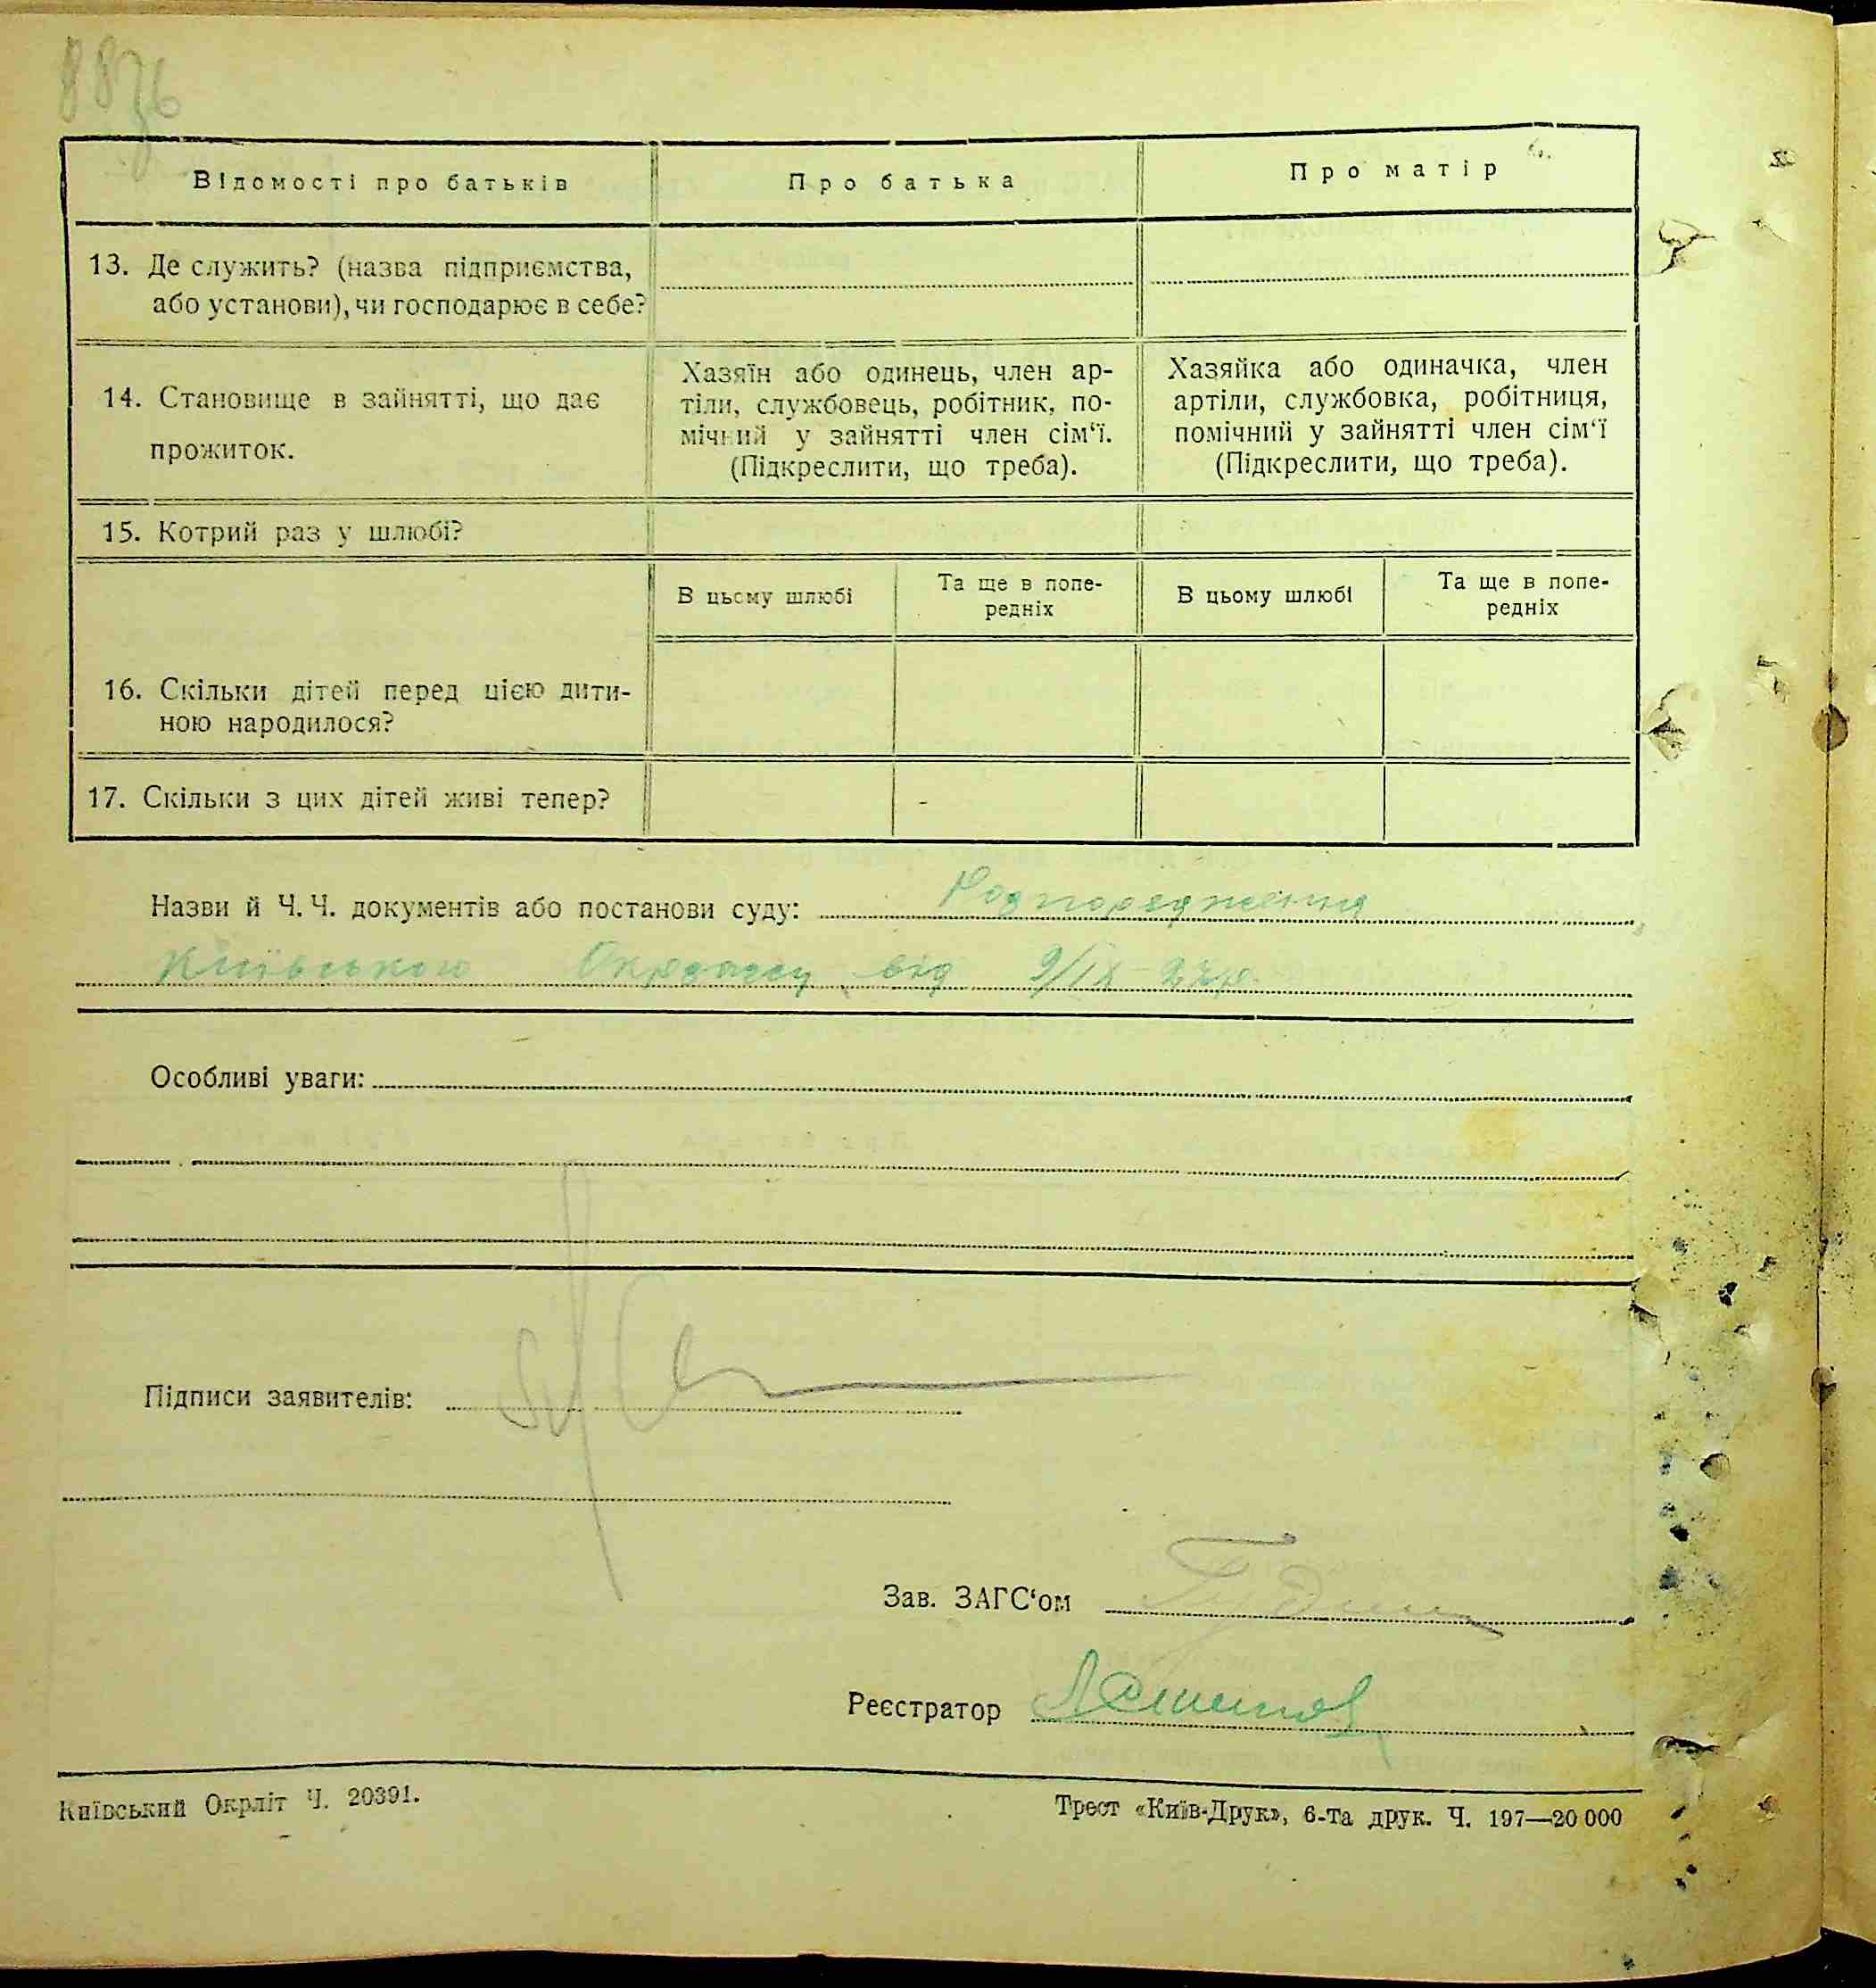 8876
Відомості про батьків
Про батька
Про матір
13. Де служить? (назва підприємства,
або установи), чи господарює в себе?
14. Становище в зайнятті, що дає
прожиток.
Хазяїн або одинець, член ар-
тіли, службовець, робітник, по-
мічний у зайнятті член сім‘ї.
(Підкреслити, що треба).
Хазяйка або одиначка, член
артіли, службовка, робітниця,
помічний у зайнятті член сім‘ї
(Підкреслити, що треба).
15. Котрий раз у шлюбі?
В цьому шлюбі
Та ще в попе-
редніх
В цьому шлюбі
Та ще в попе-
редніх
16. Скільки дітей перед цією дити-
ною народилося?
17. Скільки з цих дітей живі тепер?
Назви й Ч. Ч. документів або постанови суду: Розпорядження
Київського Окрзагсу від 9/IX-27р.
Особливі уваги:
Підписи заявителів:
Зав. ЗАГС‘ом
Реєстратор
Київський Окрліт Ч. 20391.
Трест «Київ-Друк», 6-та друк. Ч. 197—20 000